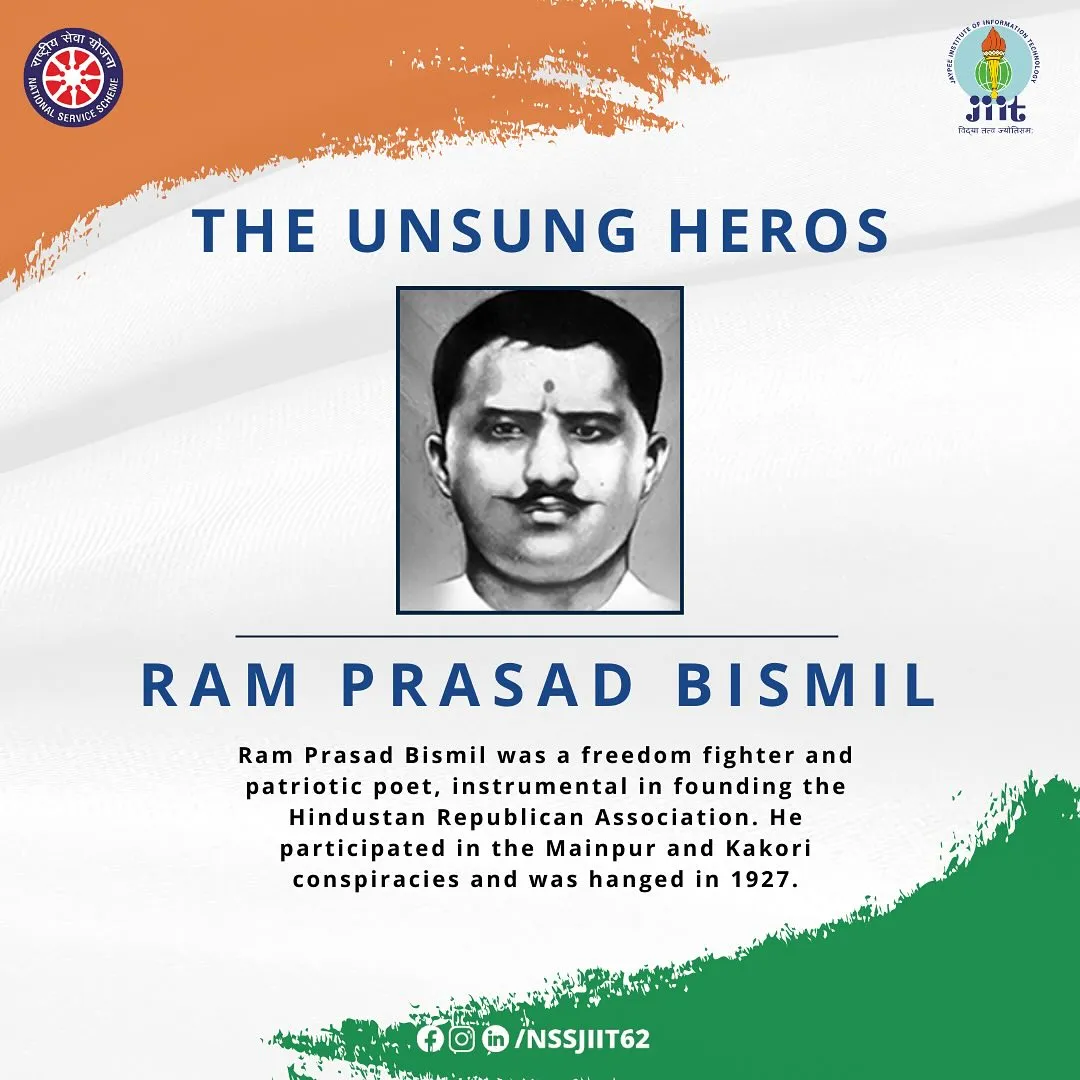 राष्ट्रीय सेवा योजना
NATIONAL SERVICE SCHEME
JAYPEE INSTITUTE OF INFORMATION TECHNOLOGY
jiit
विद्या तत्व ज्योतिसम:
THE UNSUNG HEROS
RAM PRASAD BISMIL
Ram Prasad Bismil was a freedom fighter and
patriotic poet, instrumental in founding the
Hindustan Republican Association. He
participated in the Mainpur and Kakori
conspiracies and was hanged in 1927.
/NSSJIIT62